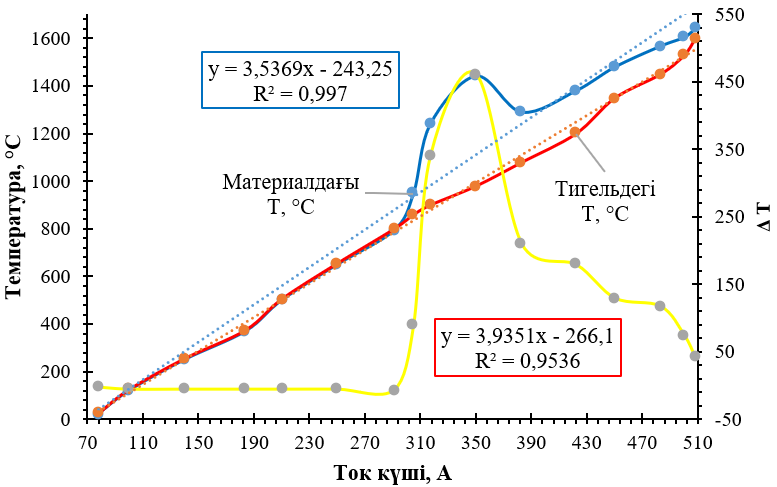 y = 3,5369x - 243,25
R² = 0,997
Материалдағы
Т, °С
Тигельдегі
Т, °С
y = 3,9351x - 266,1
R² = 0,9536
Температура, °С
1600
1400
1200
1000
800
600
400
200
0
550
450
350
250
150
50
-50
Δ Т
70 110 150 190 230 270 310 350 390 430 470 510
Ток күші, А